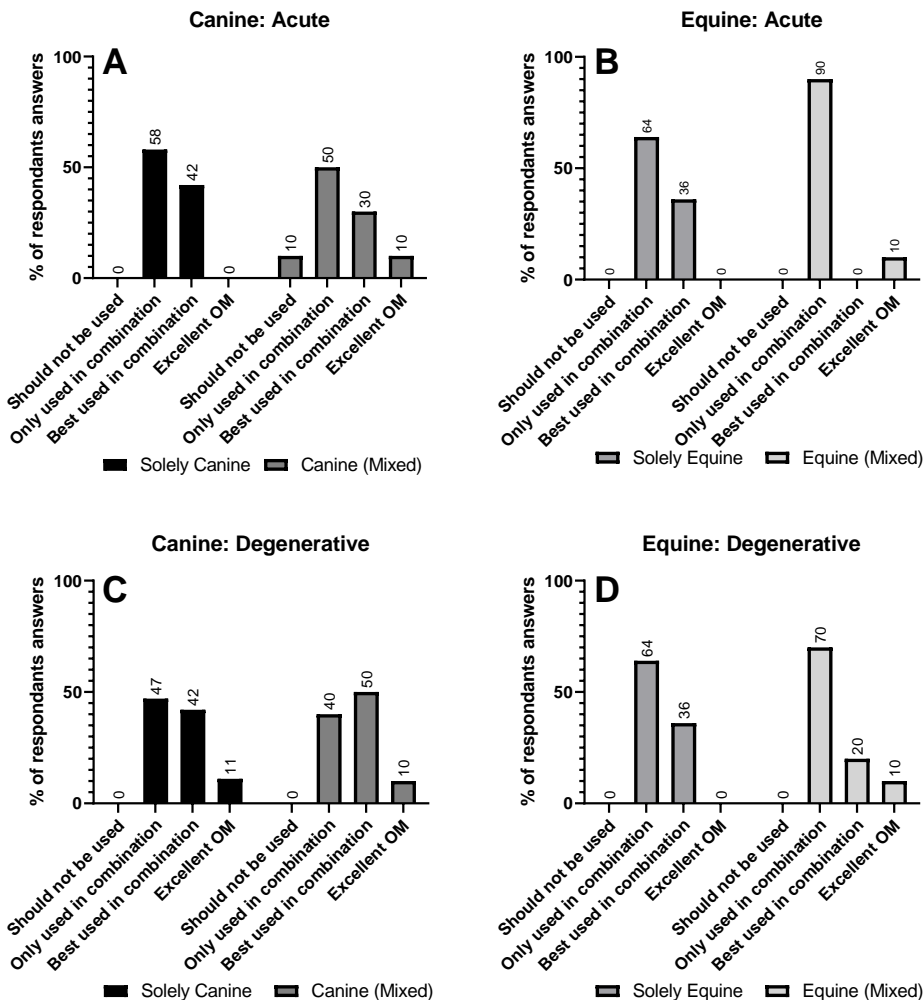 Canine: Acute
A
% of respondants answers
100
50
0
0
58
42
0
10
50
30
10
Should not be used
Only used in combination
Best used in combination
Excellent OM
Should not be used
Only used in combination
Best used in combination
Excellent OM
Solely Canine Canine (Mixed)
Equine: Acute
B
% of respondants answers
100
50
0
0
64
36
0
0
90
0
10
Should not be used
Only used in combination
Best used in combination
Excellent OM
Should not be used
Only used in combination
Best used in combination
Excellent OM
Solely Equine Equine (Mixed)
Canine: Degenerative
C
% of respondants answers
100
50
0
0
47
42
11
0
40
50
10
Should not be used
Only used in combination
Best used in combination
Excellent OM
Should not be used
Only used in combination
Best used in combination
Excellent OM
Solely Canine Canine (Mixed)
Equine: Degenerative
D
% of respondants answers
100
50
0
0
64
36
0
0
70
20
10
Should not be used
Only used in combination
Best used in combination
Excellent OM
Should not be used
Only used in combination
Best used in combination
Excellent OM
Solely Equine Equine (Mixed)